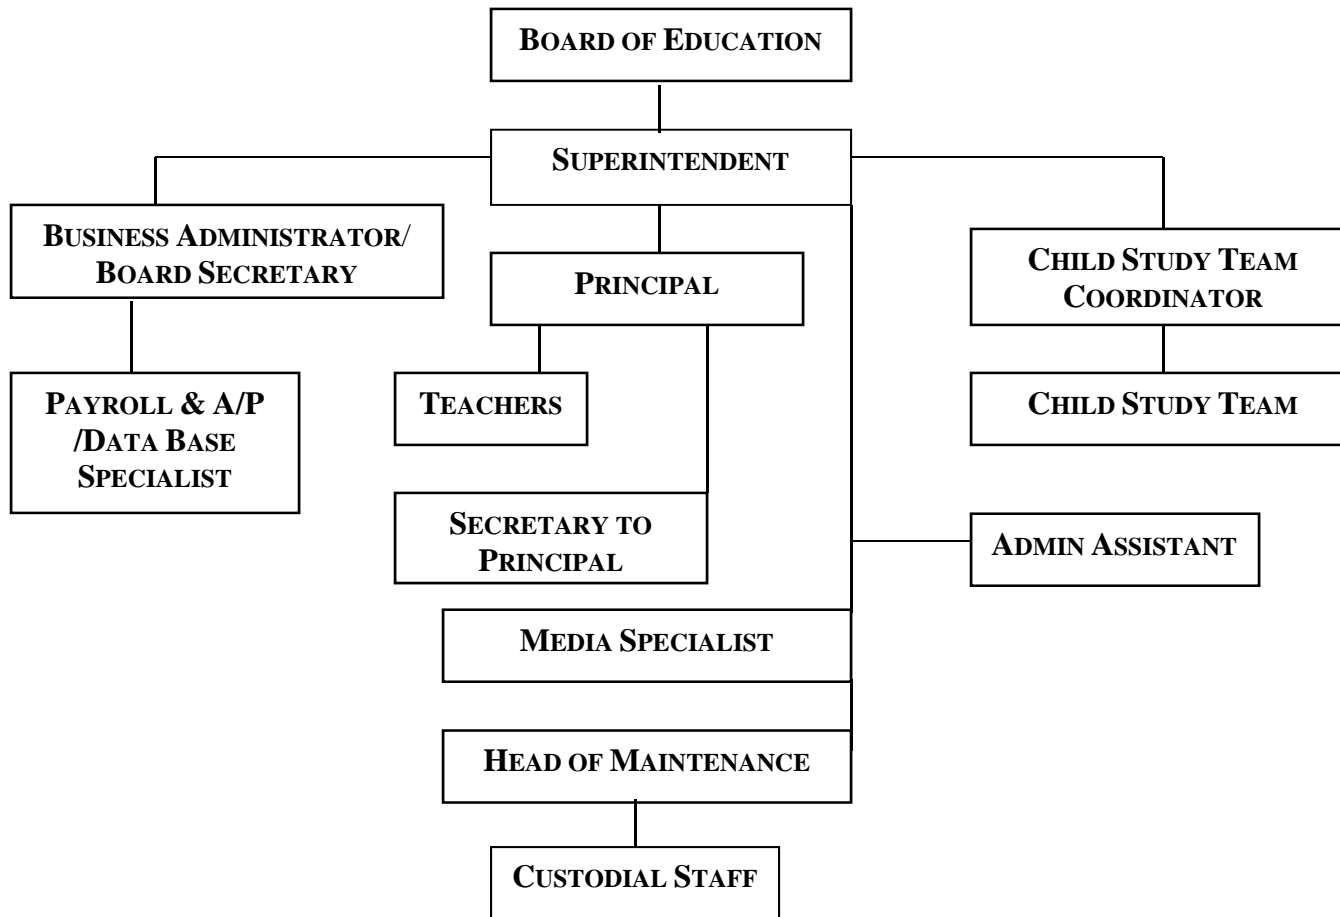 BOARD OF EDUCATION
SUPERINTENDENT
BUSINESS ADMINISTRATOR/
BOARD SECRETARY
PRINCIPAL
CHILD STUDY TEAM
COORDINATOR
PAYROLL & A/P
/DATA BASE
SPECIALIST
TEACHERS
CHILD STUDY TEAM
SECRETARY TO
PRINCIPAL
ADMIN ASSISTANT
MEDIA SPECIALIST
HEAD OF MAINTENANCE
CUSTODIAL STAFF